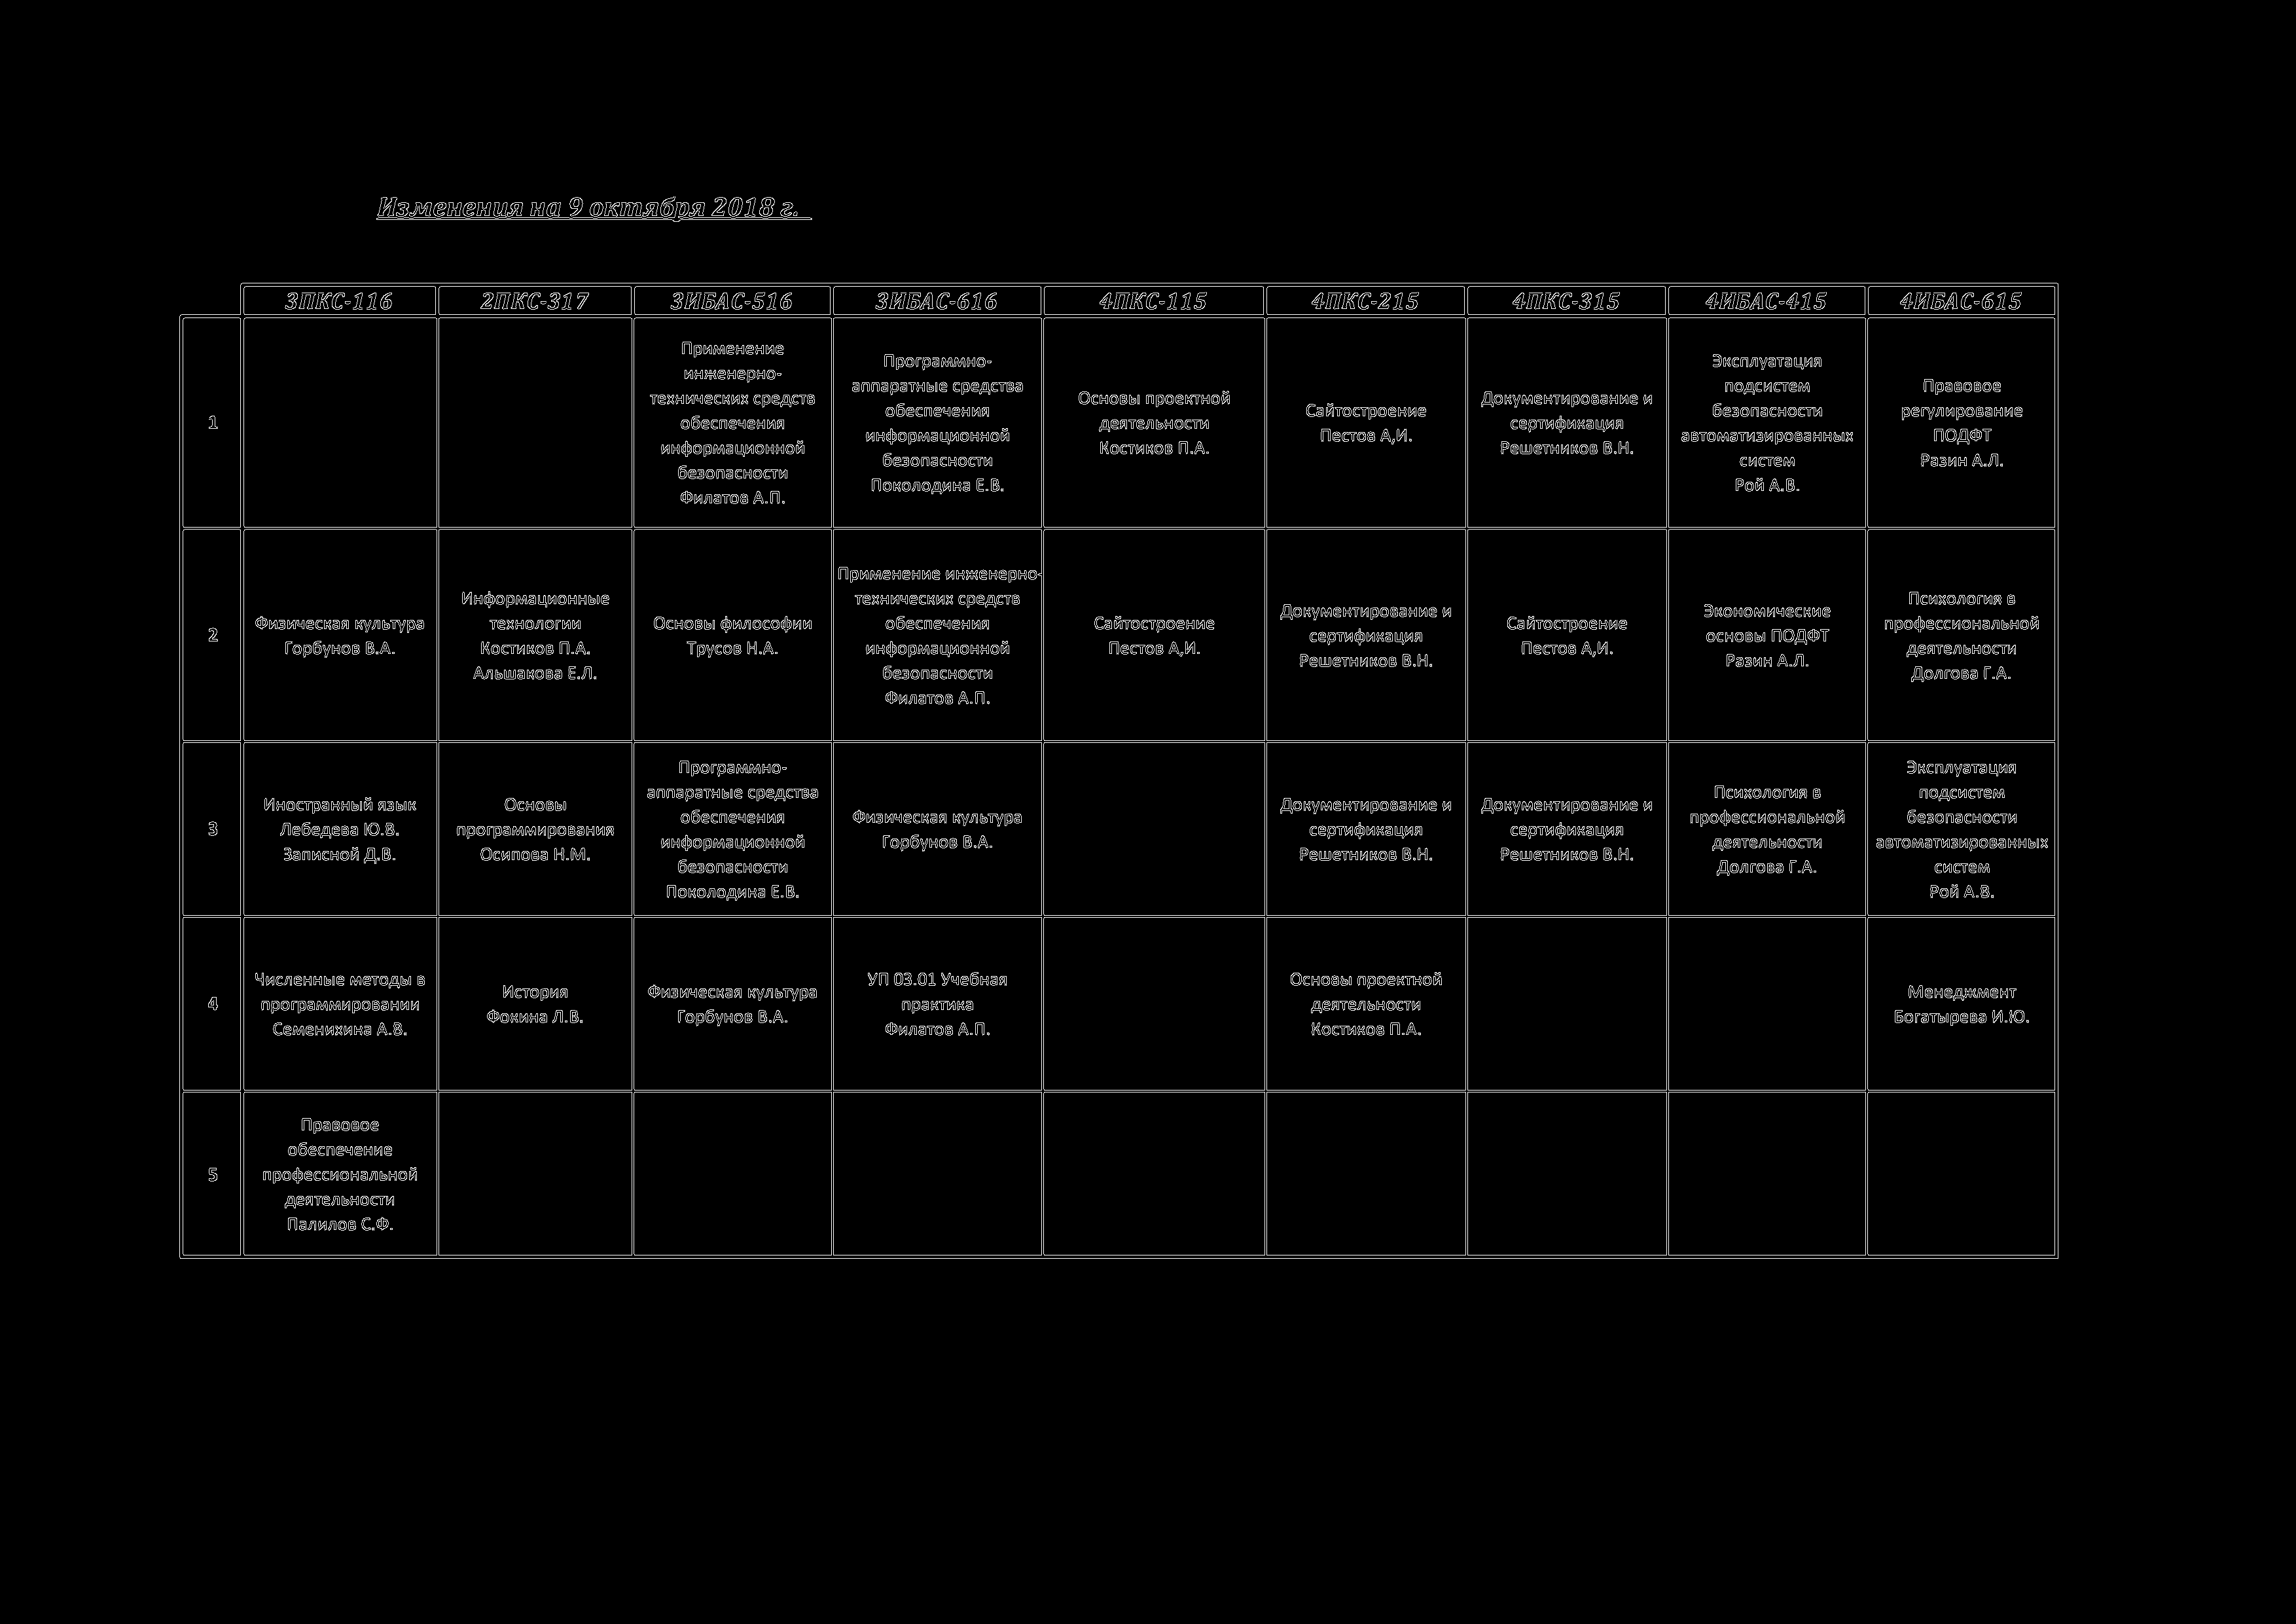 Изменения на 9 октября 2018 г.
3ПКС-116 2ПКС-317 3ИБАС-516 3ИБАС-616 4ПКС-115 4ПКС-215 4ПКС-315 4ИБАС-415 4ИБАС-615
1
Применение
инженерно-
технических средств
обеспечения
информационной
безопасности
Филатов А.П.
Программно-
аппаратные средства
обеспечения
информационной
безопасности
Поколодина Е.В.
Основы проектной
деятельности
Костиков П.А.
Сайтостроение
Пестов А,И.
Документирование и
сертификация
Решетников В.Н.
Эксплуатация
подсистем
безопасности
автоматизированных
систем
Рой А.В.
Правовое
регулирование
ПОДФТ
Разин А.Л.
2
Физическая культура
Горбунов В.А.
Информационные
технологии
Костиков П.А.
Альшакова Е.Л.
Основы философии
Трусов Н.А.
Применение инженерно-
технических средств
обеспечения
информационной
безопасности
Филатов А.П.
Сайтостроение
Пестов А,И.
Документирование и
сертификация
Решетников В.Н.
Сайтостроение
Пестов А,И.
Экономические
основы ПОДФТ
Разин А.Л.
Психология в
профессиональной
деятельности
Долгова Г.А.
3
Иностранный язык
Лебедева Ю.В.
Записной Д.В.
Основы
программирования
Осипова Н.М.
Программно-
аппаратные средства
обеспечения
информационной
безопасности
Поколодина Е.В.
Физическая культура
Горбунов В.А.
Документирование и
сертификация
Решетников В.Н.
Документирование и
сертификация
Решетников В.Н.
Психология в
профессиональной
деятельности
Долгова Г.А.
Эксплуатация
подсистем
безопасности
автоматизированных
систем
Рой А.В.
4
Численные методы в
программировании
Семенихина А.В.
История
Фокина Л.В.
Физическая культура
Горбунов В.А.
УП 03.01 Учебная
практика
Филатов А.П.
Основы проектной
деятельности
Костиков П.А.
Менеджмент
Богатырева И.Ю.
5
Правовое
обеспечение
профессиональной
деятельности
Палилов С.Ф.